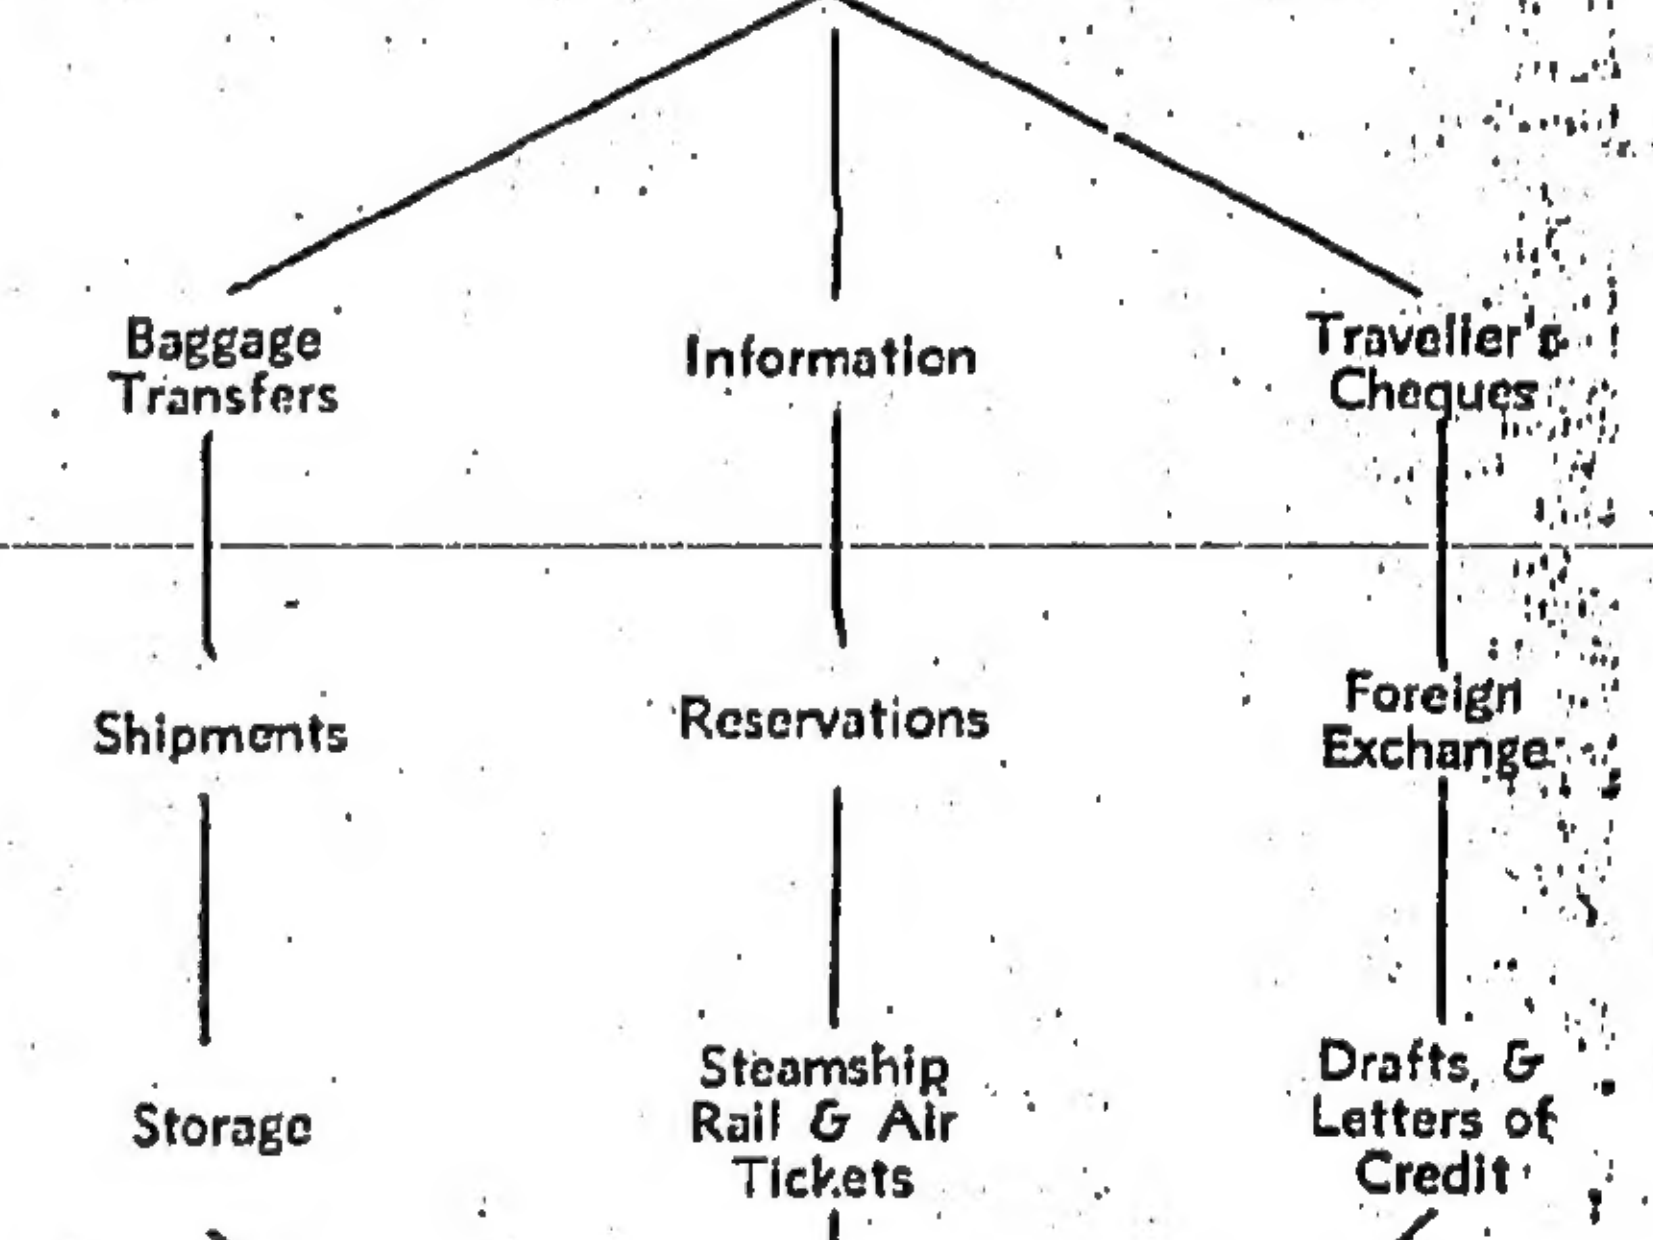 Baggage
Transfers
Information
Traveller's
Cheques
Shipments
Reservations
Foreign
Exchange
Storage
Steamship
Rail & Air
Tickets
Drafts, &
Letters of
Credit